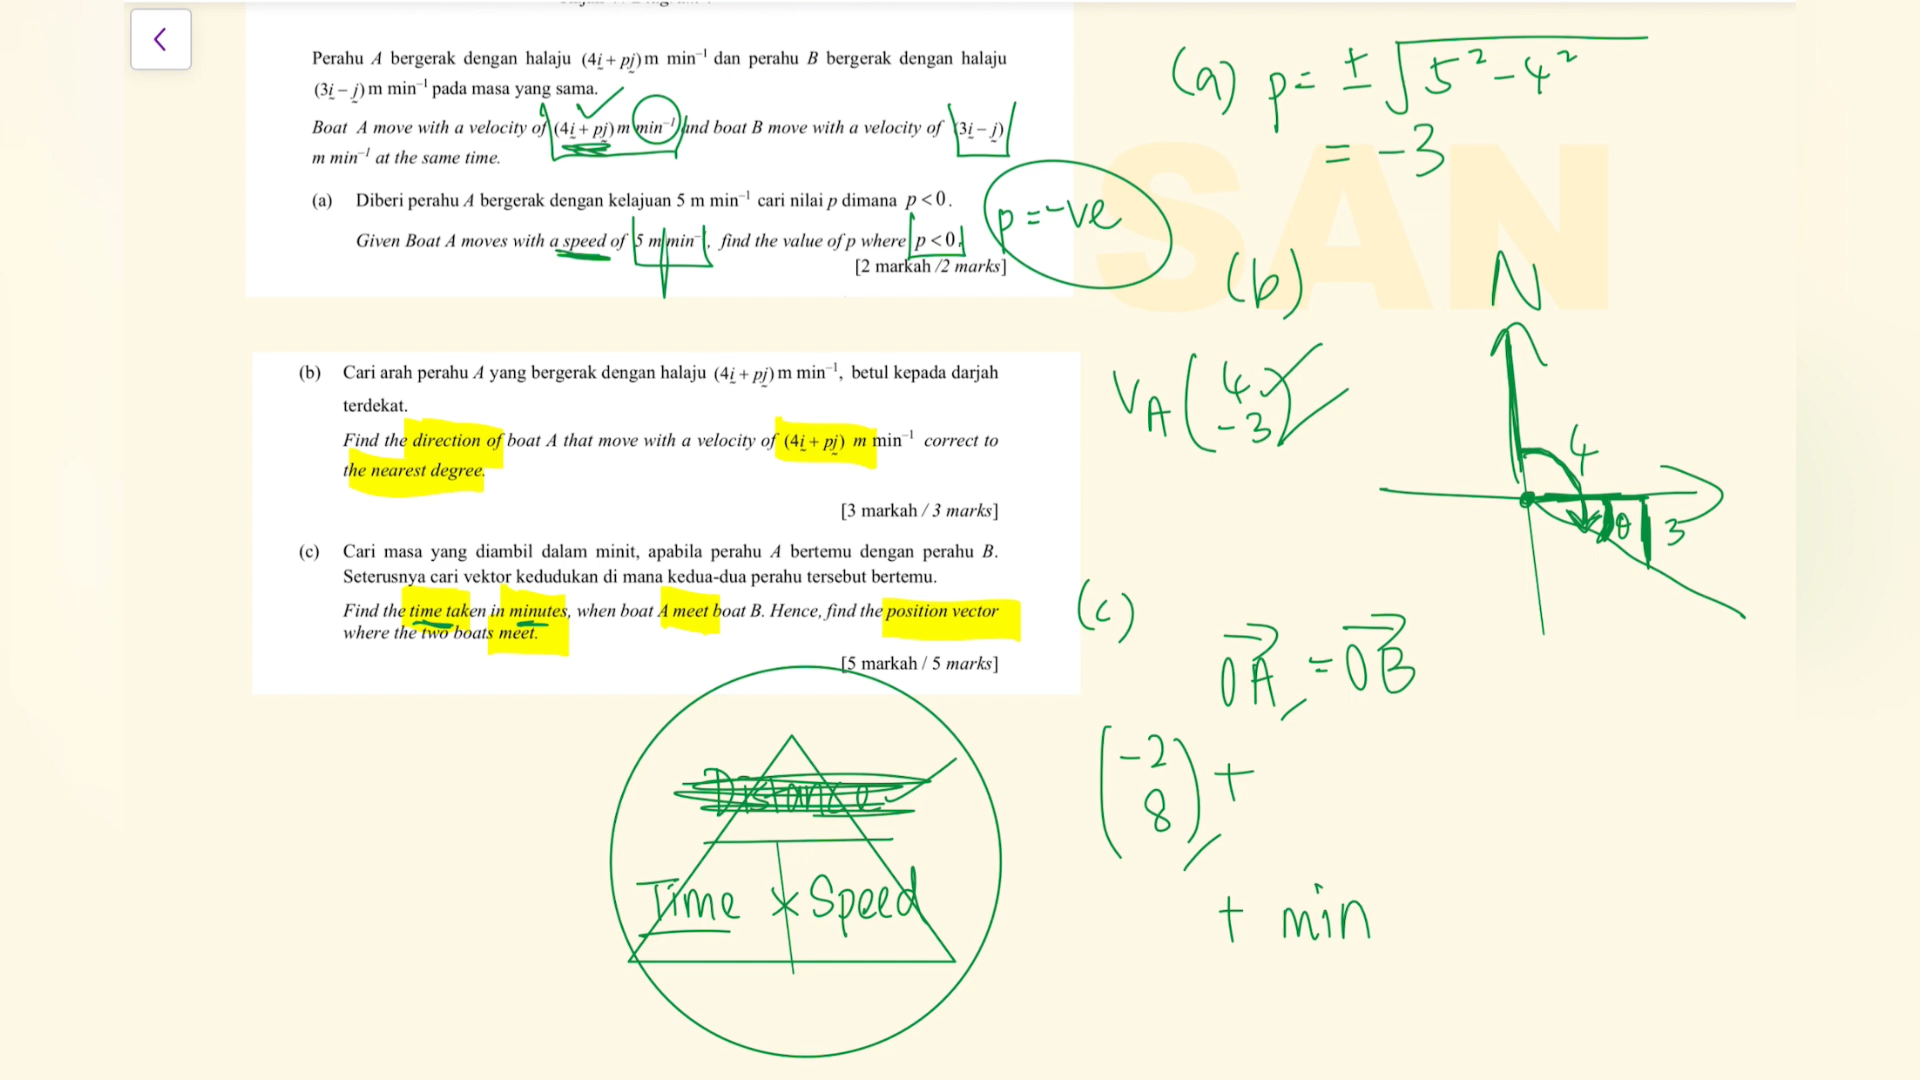 Perahu A bergerak dengan halaju (4i + pj) m min⁻¹ dan perahu B bergerak dengan halaju
(3i – j) m min⁻¹ pada masa yang sama.
Boat A move with a velocity of (4i + pj) m min⁻¹ and boat B move with a velocity of (3i – j)
m min⁻¹ at the same time.
(a) Diberi perahu A bergerak dengan kelajuan 5 m min⁻¹ cari nilai p dimana p < 0.
Given Boat A moves with a speed of 5 m min⁻¹, find the value of p where p < 0.
[2 markah /2 marks]
p = -ve
(b) Cari arah perahu A yang bergerak dengan halaju (4i + pj) m min⁻¹, betul kepada darjah
terdekat.
Find the direction of boat A that move with a velocity of (4i + pj) m min⁻¹ correct to
the nearest degree.
[3 markah / 3 marks]
(c) Cari masa yang diambil dalam minit, apabila perahu A bertemu dengan perahu B.
Seterusnya cari vektor kedudukan di mana kedua-dua perahu tersebut bertemu.
Find the time taken in minutes, when boat A meet boat B. Hence, find the position vector
where the two boats meet.
[5 markah / 5 marks]
Distance
Time * Speed
(a) p = ± √5² - 4²
= -3
SAN
(b)
N
V A (4
-3)
4
θ 3
(c)
OA = OB
(-2
8) +
t min